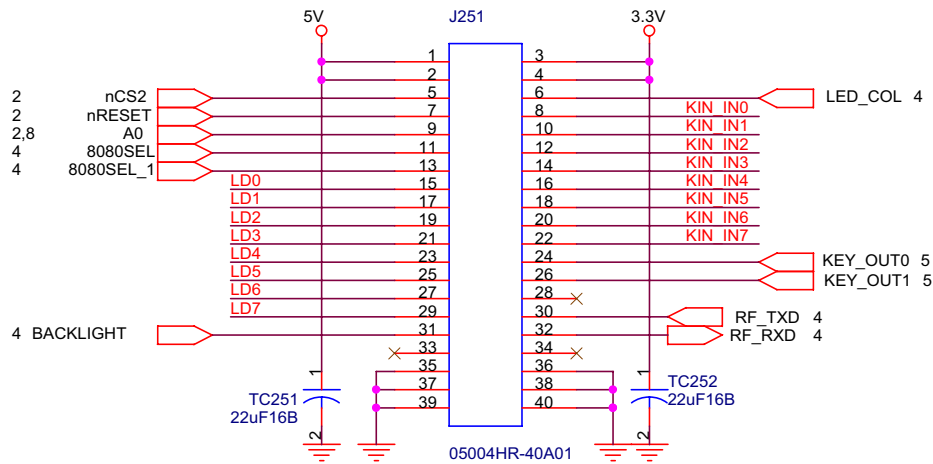 5V J251 3.3V
1 3
2 4
2 nCS2 5 6 LED_COL 4
2 nRESET 7 8 KIN_IN0
2,8 A0 9 10 KIN_IN1
4 8080SEL 11 12 KIN_IN2
4 8080SEL_1 13 14 KIN_IN3
LD0 15 16 KIN_IN4
LD1 17 18 KIN_IN5
LD2 19 20 KIN_IN6
LD3 21 22 KIN_IN7
LD4 23 24 KEY_OUT0 5
LD5 25 26 KEY_OUT1 5
LD6 27 28
LD7 29 30 RF_TXD 4
4 BACKLIGHT 31 32 RF_RXD 4
33 34
1 35 36 1
37 38 TC252
TC251 39 40 22uF16B
22uF16B
2 2
05004HR-40A01